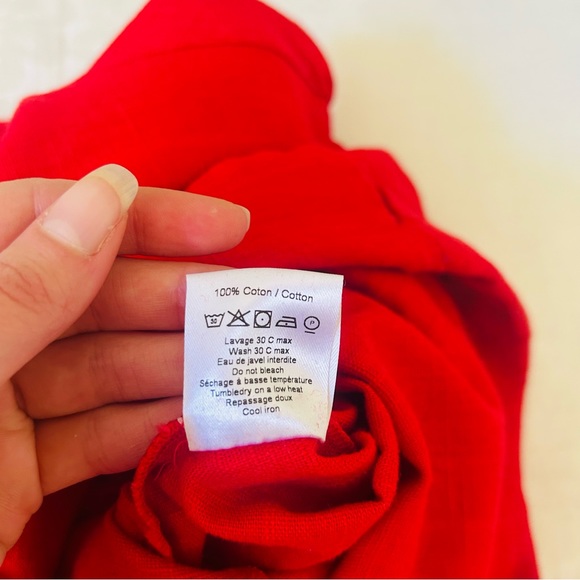 100% Coton / Cotton
30 P
Lavage 30 C max
Wash 30 C max
Eau de javel interdite
Do not bleach
Séchage à basse température
Tumbledry on a low heat
Repassage doux
Cool iron